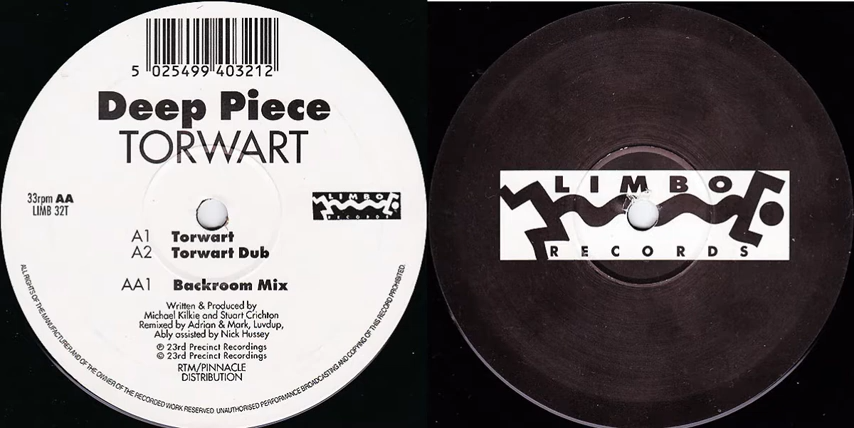 5 025499 403212
Deep Piece
TORWART
33rpm AA
LIMB 32T
LIMBO
RECORDS
A1 Torwart
A2 Torwart Dub
AA1 Backroom Mix
Written & Produced by
Michael Kilkie and Stuart Crichton
Remixed by Adrian & Mark, Luvdup,
Ably assisted by Nick Hussey
℗ 23rd Precinct Recordings
© 23rd Precinct Recordings
RTM/PINNACLE
DISTRIBUTION
ALL RIGHTS OF THE MANUFACTURER AND OF THE OWNER OF THE RECORDED WORK RESERVED. UNAUTHORISED PERFORMANCE BROADCASTING AND COPYING OF THIS RECORD PROHIBITED.
LIMBO
RECORDS